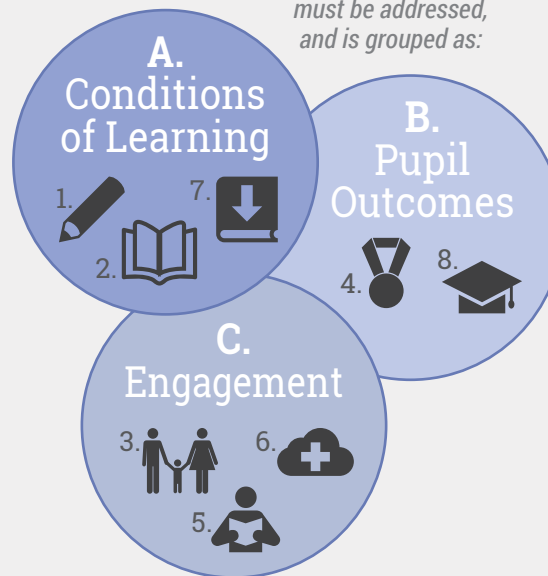 must be addressed,
and is grouped as:
A.
Conditions
of Learning
1.
7.
2.
B.
Pupil
Outcomes
4.
8.
C.
Engagement
3.
6.
5.